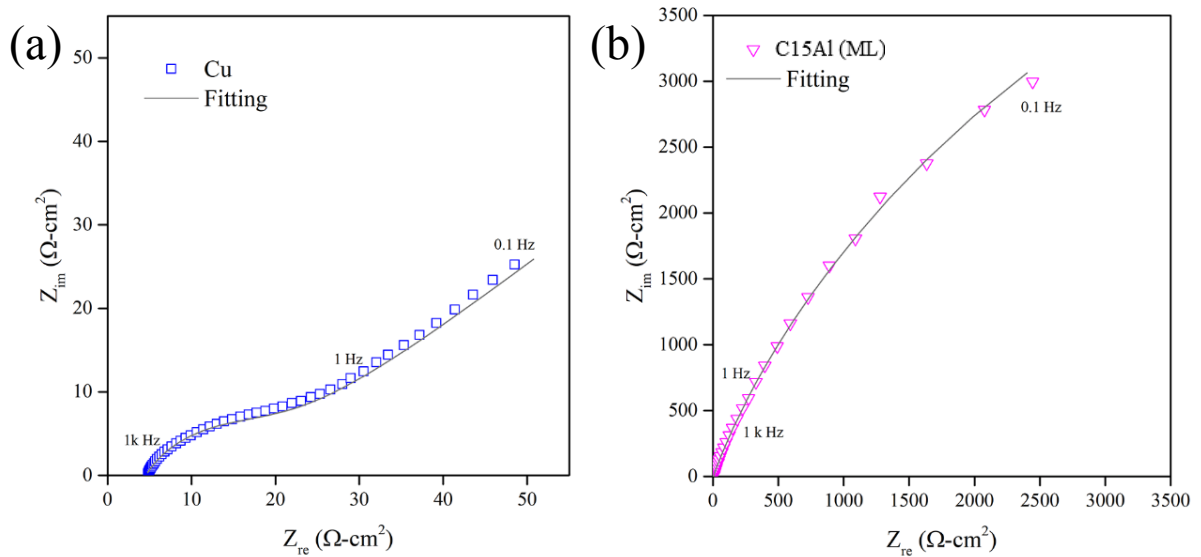 (a)
Cu
Fitting
0.1 Hz
1 Hz
1k Hz
50
40
30
20
10
0
Z_im (Ω-cm²)
0 10 20 30 40 50
Z_re (Ω-cm²)
(b)
C15Al (ML)
Fitting
0.1 Hz
1 Hz
1 k Hz
3500
3000
2500
2000
1500
1000
500
0
Z_im (Ω-cm²)
0 500 1000 1500 2000 2500 3000 3500
Z_re (Ω-cm²)